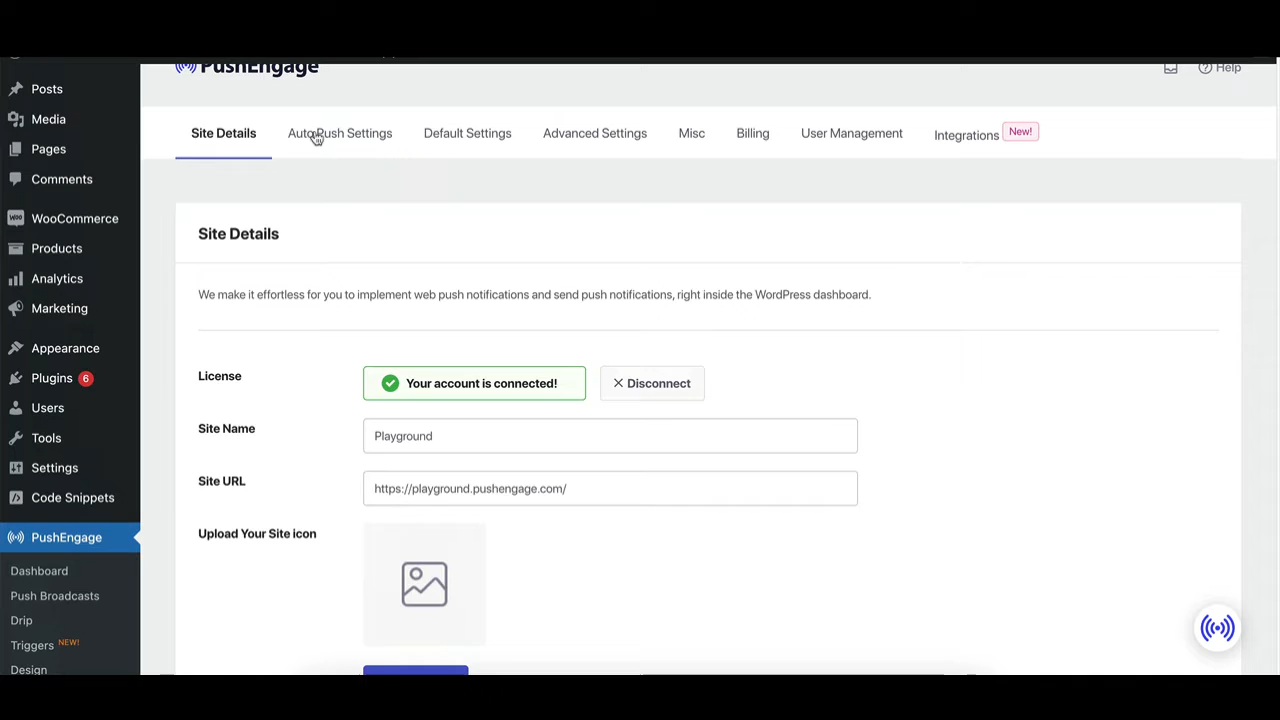 PushEngage
Help
Posts
Media
Pages
Comments
WooCommerce
Products
Analytics
Marketing
Appearance
Plugins 6
Users
Tools
Settings
Code Snippets
PushEngage
Dashboard
Push Broadcasts
Drip
Triggers NEW!
Design
Site Details
Auto Push Settings
Default Settings
Advanced Settings
Misc
Billing
User Management
Integrations New!
Site Details
We make it effortless for you to implement web push notifications and send push notifications, right inside the WordPress dashboard.
License
Your account is connected!
Disconnect
Site Name
Playground
Site URL
https://playground.pushengage.com/
Upload Your Site icon